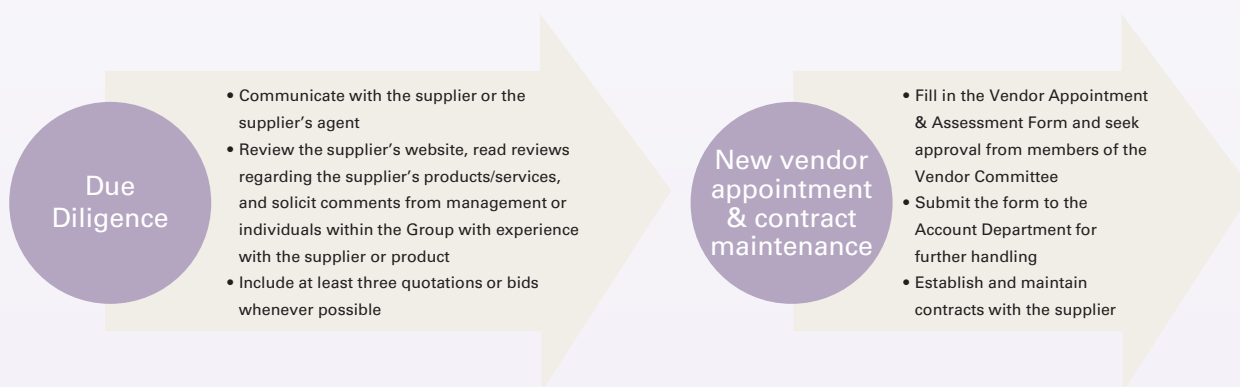 Due
Diligence
• Communicate with the supplier or the
supplier’s agent
• Review the supplier’s website, read reviews
regarding the supplier’s products/services,
and solicit comments from management or
individuals within the Group with experience
with the supplier or product
• Include at least three quotations or bids
whenever possible
New vendor
appointment
& contract
maintenance
• Fill in the Vendor Appointment
& Assessment Form and seek
approval from members of the
Vendor Committee
• Submit the form to the
Account Department for
further handling
• Establish and maintain
contracts with the supplier